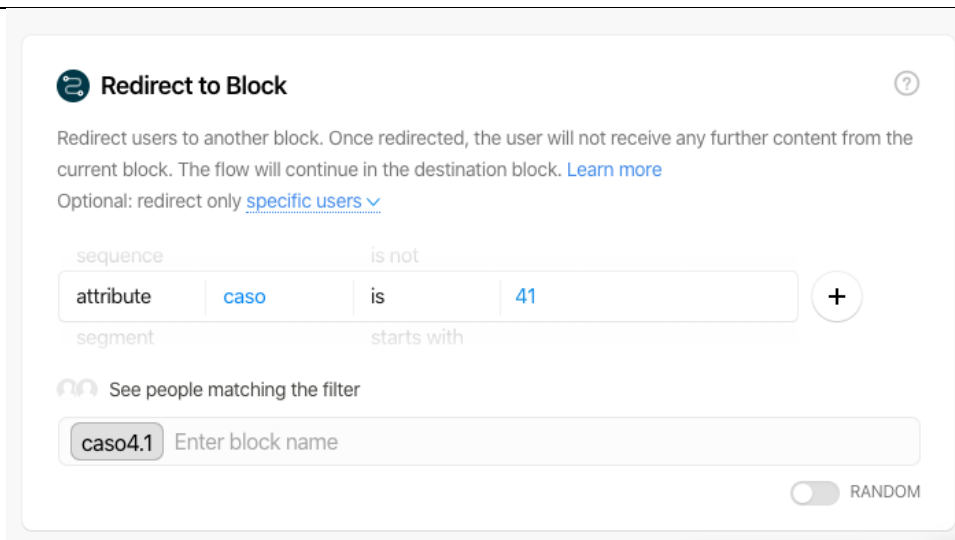 Redirect to Block
Redirect users to another block. Once redirected, the user will not receive any further content from the
current block. The flow will continue in the destination block. Learn more
Optional: redirect only specific users
sequence is not
attribute caso is 41 +
segment starts with
See people matching the filter
caso4.1 Enter block name
RANDOM